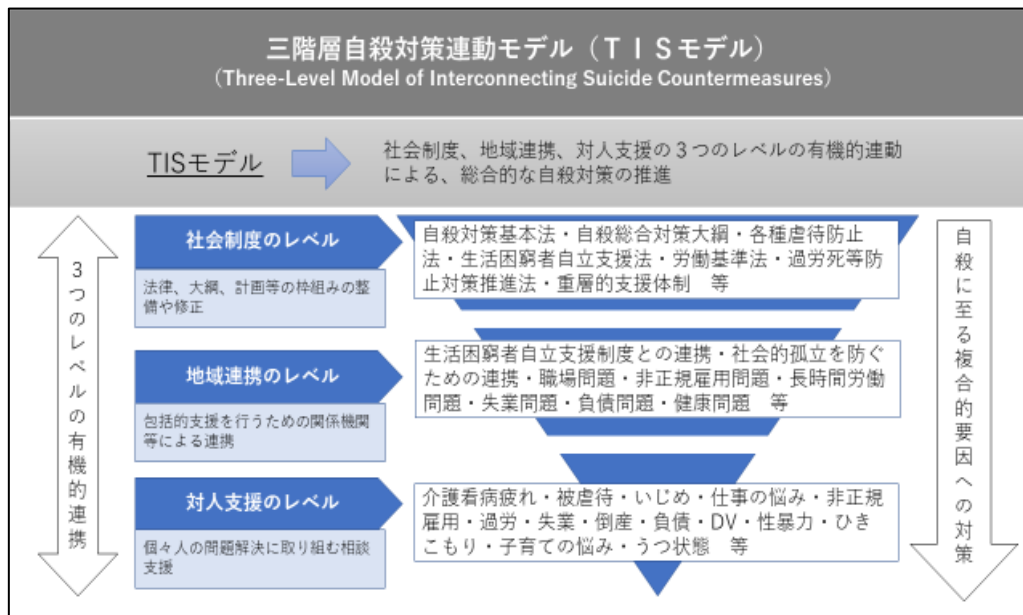 三階層自殺対策連動モデル（ＴＩＳモデル）
（Three-Level Model of Interconnecting Suicide Countermeasures）
TISモデル
社会制度、地域連携、対人支援の３つのレベルの有機的連動
による、総合的な自殺対策の推進
３つのレベルの有機的連携
社会制度のレベル
法律、大綱、計画等の枠組みの整
備や修正
自殺対策基本法・自殺総合対策大綱・各種虐待防止
法・生活困窮者自立支援法・労働基準法・過労死等防
止対策推進法・重層的支援体制　等
地域連携のレベル
包括的支援を行うための関係機関
等による連携
生活困窮者自立支援制度との連携・社会的孤立を防ぐ
ための連携・職場問題・非正規雇用問題・長時間労働
問題・失業問題・負債問題・健康問題　等
対人支援のレベル
個々人の問題解決に取り組む相談
支援
介護看病疲れ・被虐待・いじめ・仕事の悩み・非正規
雇用・過労・失業・倒産・負債・DV・性暴力・ひき
こもり・子育ての悩み・うつ状態　等
自殺に至る複合的要因への対策